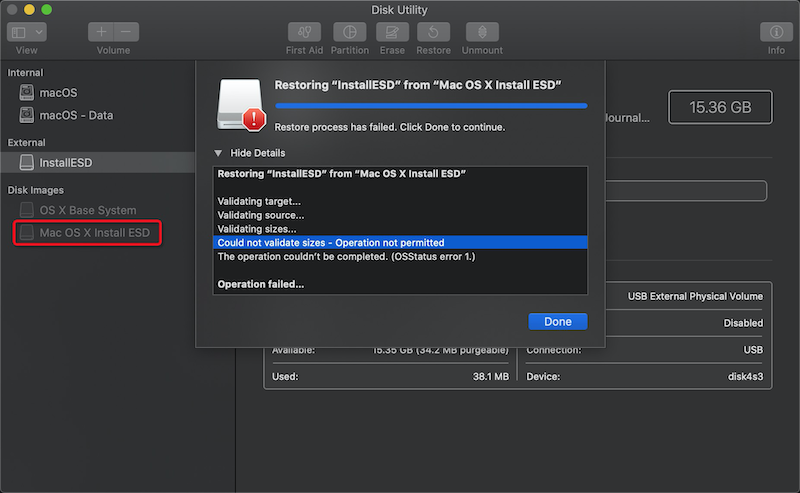 Disk Utility
View
Volume
First Aid
Partition
Erase
Restore
Unmount
Info
Internal
macOS
macOS - Data
External
InstallESD
Disk Images
OS X Base System
Mac OS X Install ESD
Restoring “InstallESD” from “Mac OS X Install ESD”
Restore process has failed. Click Done to continue.
Hide Details
Restoring “InstallESD” from “Mac OS X Install ESD”
Validating target...
Validating source...
Validating sizes...
Could not validate sizes - Operation not permitted
The operation couldn’t be completed. (OSStatus error 1.)
Operation failed...
Done
Journal...
15.36 GB
USB External Physical Volume
Disabled
Available:
15.35 GB (34.2 MB purgeable)
Connection:
USB
Used:
38.1 MB
Device:
disk4s3